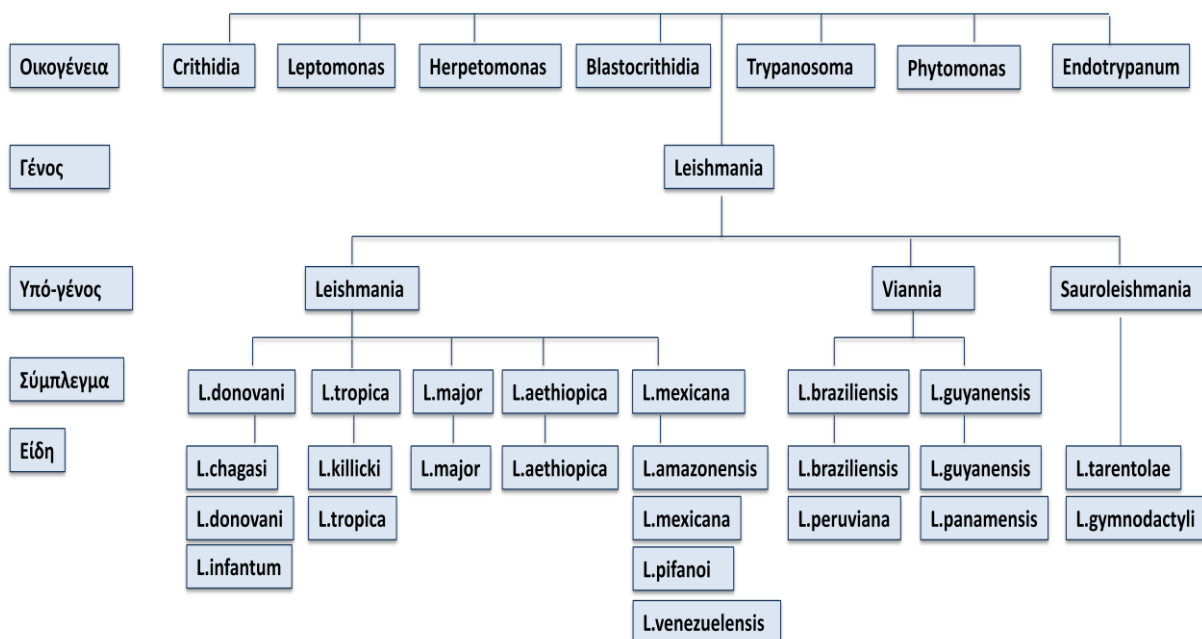 Οικογένεια Crithidia Leptomonas Herpetomonas Blastocrithidia Trypanosoma Phytomonas Endotrypanum
Γένος Leishmania
Υπό-γένος Leishmania Viannia Sauroleishmania
Σύμπλεγμα L.donovani L.tropica L.major L.aethiopica L.mexicana L.braziliensis L.guyanensis
Είδη L.chagasi L.killicki L.major L.aethiopica L.amazonensis L.braziliensis L.guyanensis L.tarentolae
L.donovani L.tropica L.mexicana L.peruviana L.panamensis L.gymnodactyli
L.infantum L.pifanoi
L.venezuelensis